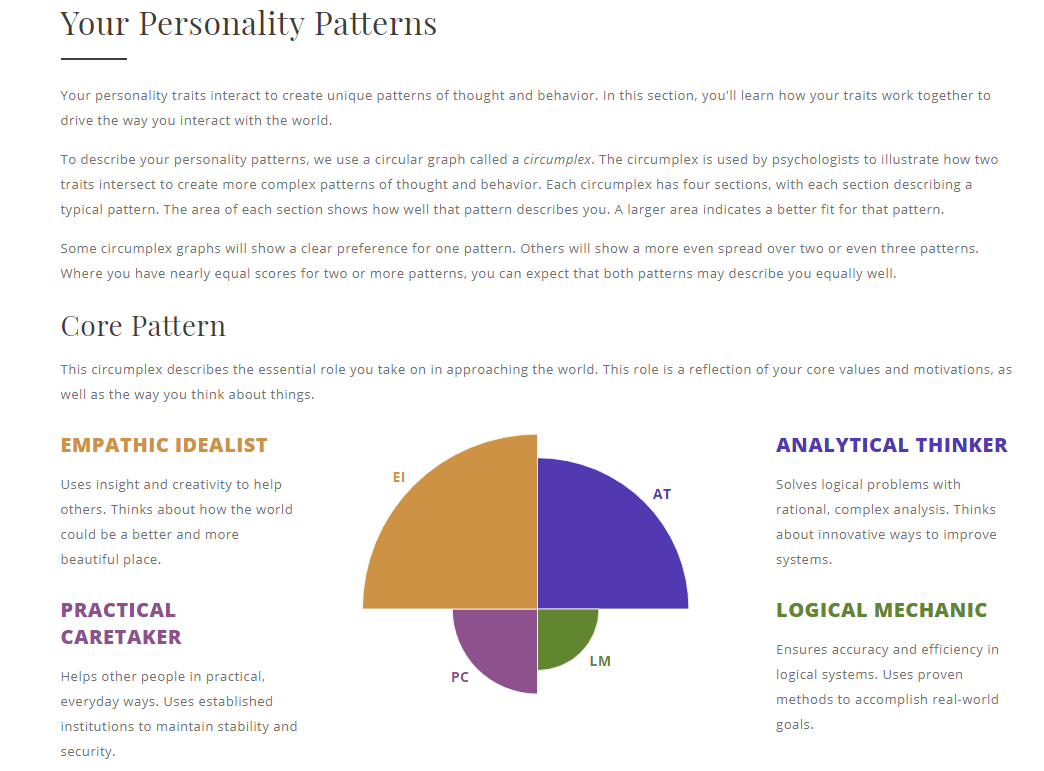 Your Personality Patterns
Your personality traits interact to create unique patterns of thought and behavior. In this section, you'll learn how your traits work together to
drive the way you interact with the world.
To describe your personality patterns, we use a circular graph called a circumplex. The circumplex is used by psychologists to illustrate how two
traits intersect to create more complex patterns of thought and behavior. Each circumplex has four sections, with each section describing a
typical pattern. The area of each section shows how well that pattern describes you. A larger area indicates a better fit for that pattern.
Some circumplex graphs will show a clear preference for one pattern. Others will show a more even spread over two or even three patterns.
Where you have nearly equal scores for two or more patterns, you can expect that both patterns may describe you equally well.
Core Pattern
This circumplex describes the essential role you take on in approaching the world. This role is a reflection of your core values and motivations, as
well as the way you think about things.
EMPATHIC IDEALIST
Uses insight and creativity to help
others. Thinks about how the world
could be a better and more
beautiful place.
PRACTICAL
CARETAKER
Helps other people in practical,
everyday ways. Uses established
institutions to maintain stability and
security.
EI
AT
PC
LM
ANALYTICAL THINKER
Solves logical problems with
rational, complex analysis. Thinks
about innovative ways to improve
systems.
LOGICAL MECHANIC
Ensures accuracy and efficiency in
logical systems. Uses proven
methods to accomplish real-world
goals.